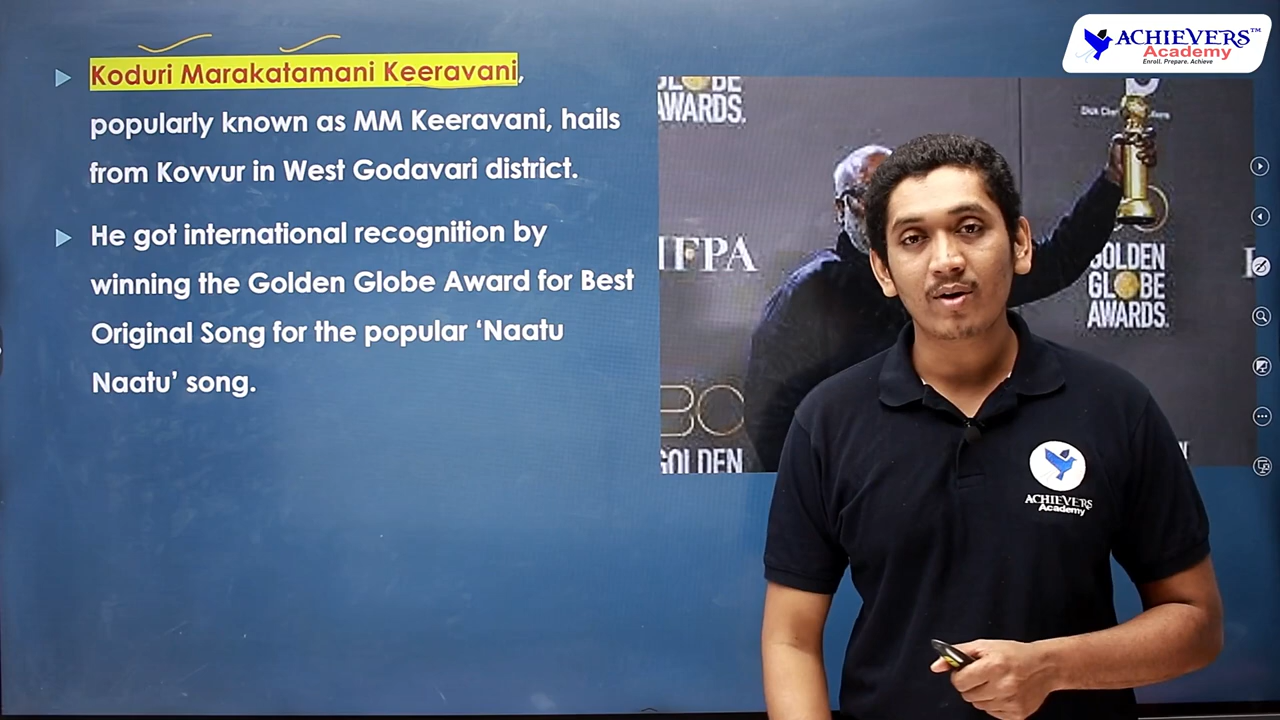 ACHIEVERS™
Academy
Enroll. Prepare. Achieve
Koduri Marakatamani Keeravani,
popularly known as MM Keeravani, hails
from Kovvur in West Godavari district.
He got international recognition by
winning the Golden Globe Award for Best
Original Song for the popular ‘Naatu
Naatu’ song.
GLOBE
AWARDS.
HFPA
GOLDEN
GLOBE
AWARDS.
GOLDEN
ACHIEVERS
Academy